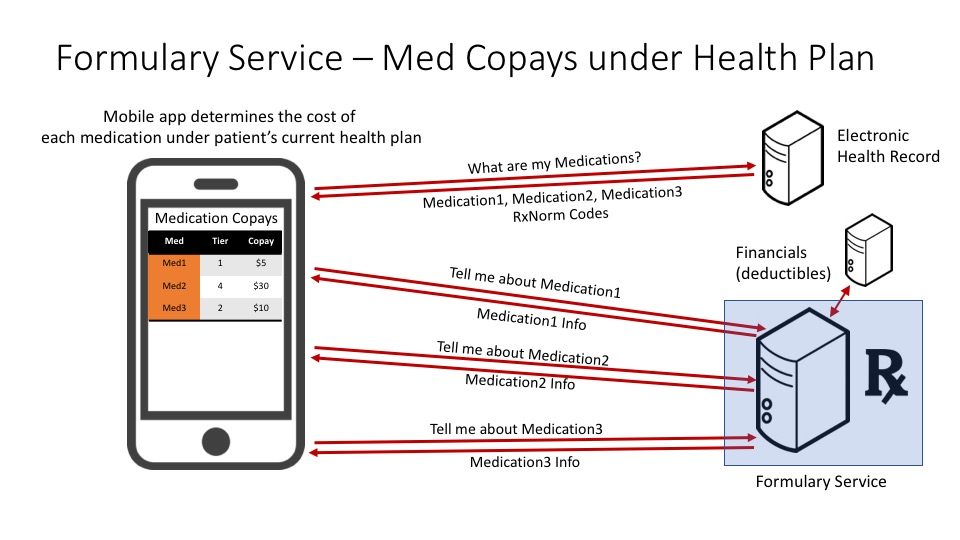 Formulary Service – Med Copays under Health Plan
Mobile app determines the cost of
each medication under patient's current health plan
Medication Copays
Med Tier Copay
Med1 1 $5
Med2 4 $30
Med3 2 $10
What are my Medications?
Medication1, Medication2, Medication3
RxNorm Codes
Electronic
Health Record
Financials
(deductibles)
Tell me about Medication1
Medication1 Info
Tell me about Medication2
Medication2 Info
Tell me about Medication3
Medication3 Info
Rx
Formulary Service